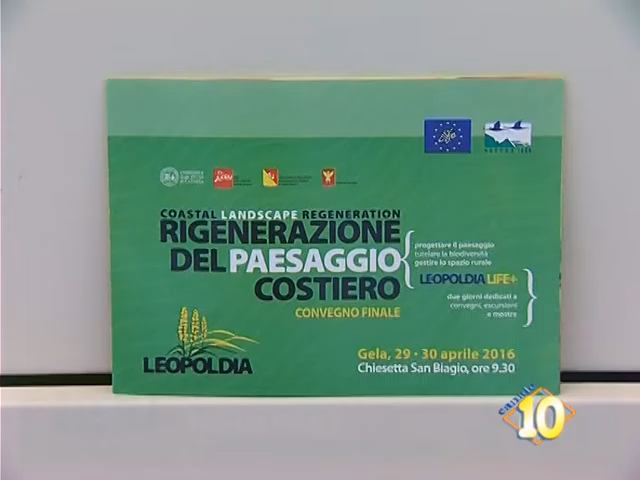 COASTAL LANDSCAPE REGENERATION
RIGENERAZIONE
DEL PAESAGGIO
COSTIERO
CONVEGNO FINALE
progettare il paesaggio
tutelare la biodiversità
gestire lo spazio rurale
LEOPOLDIA LIFE+
due giorni dedicati a
convegni, escursioni
e mostre
LEOPOLDIA
Gela, 29 - 30 aprile 2016
Chiesetta San Biagio, ore 9.30
canale
10